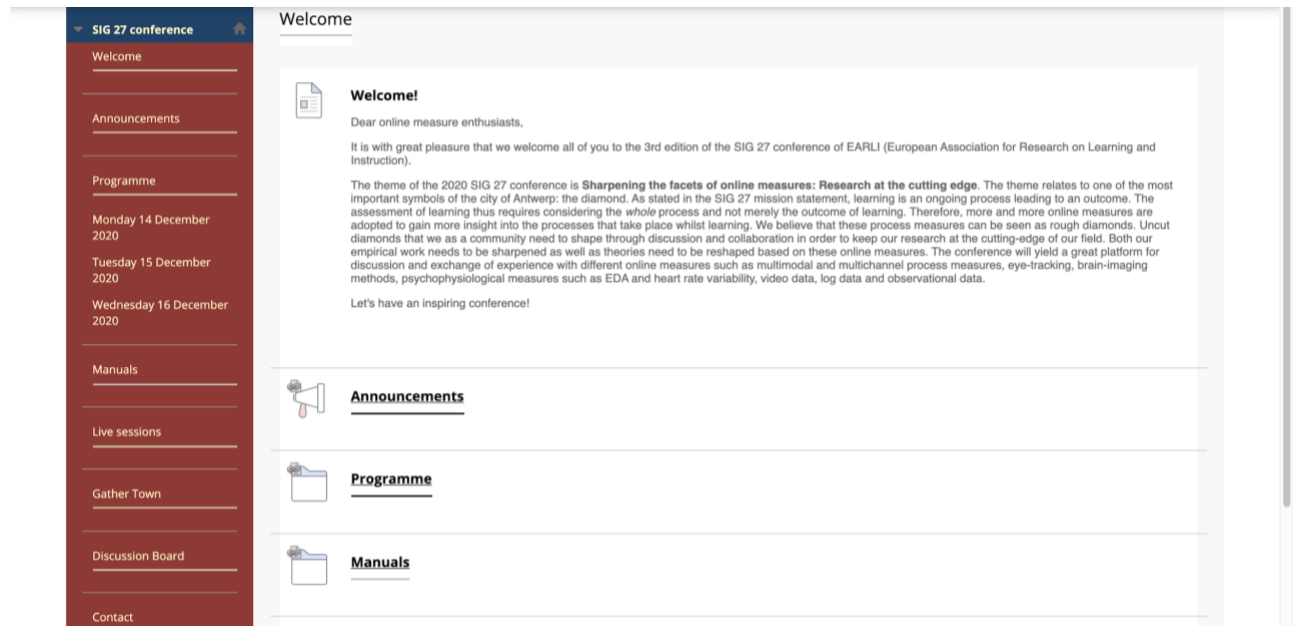 SIG 27 conference
Welcome
Announcements
Programme
Monday 14 December
2020
Tuesday 15 December
2020
Wednesday 16 December
2020
Manuals
Live sessions
Gather Town
Discussion Board
Contact
Welcome
Welcome!
Dear online measure enthusiasts,
It is with great pleasure that we welcome all of you to the 3rd edition of the SIG 27 conference of EARLI (European Association for Research on Learning and
Instruction).
The theme of the 2020 SIG 27 conference is Sharpening the facets of online measures: Research at the cutting edge. The theme relates to one of the most
important symbols of the city of Antwerp: the diamond. As stated in the SIG 27 mission statement, learning is an ongoing process leading to an outcome. The
assessment of learning thus requires considering the whole process and not merely the outcome of learning. Therefore, more and more online measures are
adopted to gain more insight into the processes that take place whilst learning. We believe that these process measures can be seen as rough diamonds. Uncut
diamonds that we as a community need to shape through discussion and collaboration in order to keep our research at the cutting-edge of our field. Both our
empirical work needs to be sharpened as well as theories need to be reshaped based on these online measures. The conference will yield a great platform for
discussion and exchange of experience with different online measures such as multimodal and multichannel process measures, eye-tracking, brain-imaging
methods, psychophysiological measures such as EDA and heart rate variability, video data, log data and observational data.
Let's have an inspiring conference!
Announcements
Programme
Manuals